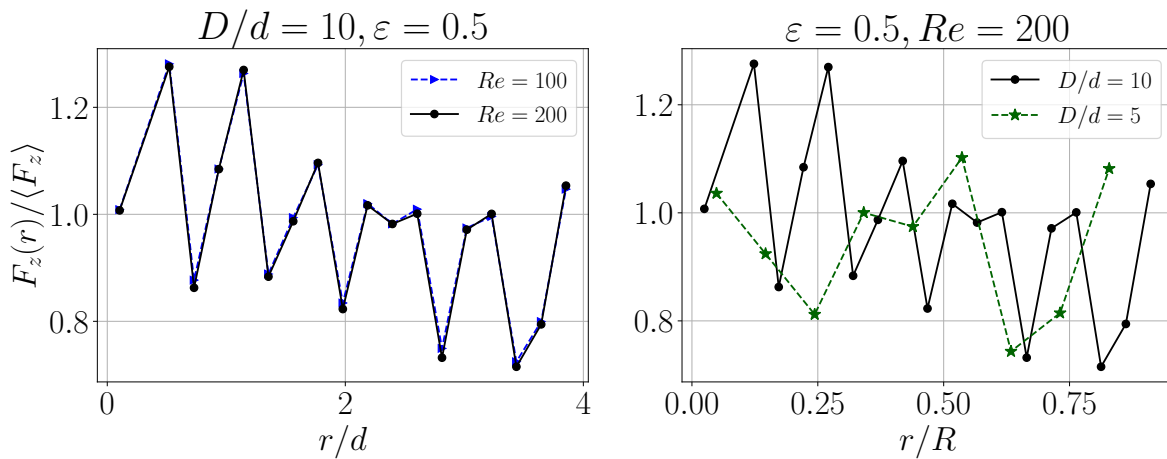 D/d = 10, ε = 0.5
F_z(r)/⟨F_z⟩
1.2
1.0
0.8
Re = 100
Re = 200
0
2
4
r/d
ε = 0.5, Re = 200
1.2
1.0
0.8
D/d = 10
D/d = 5
0.00
0.25
0.50
0.75
r/R